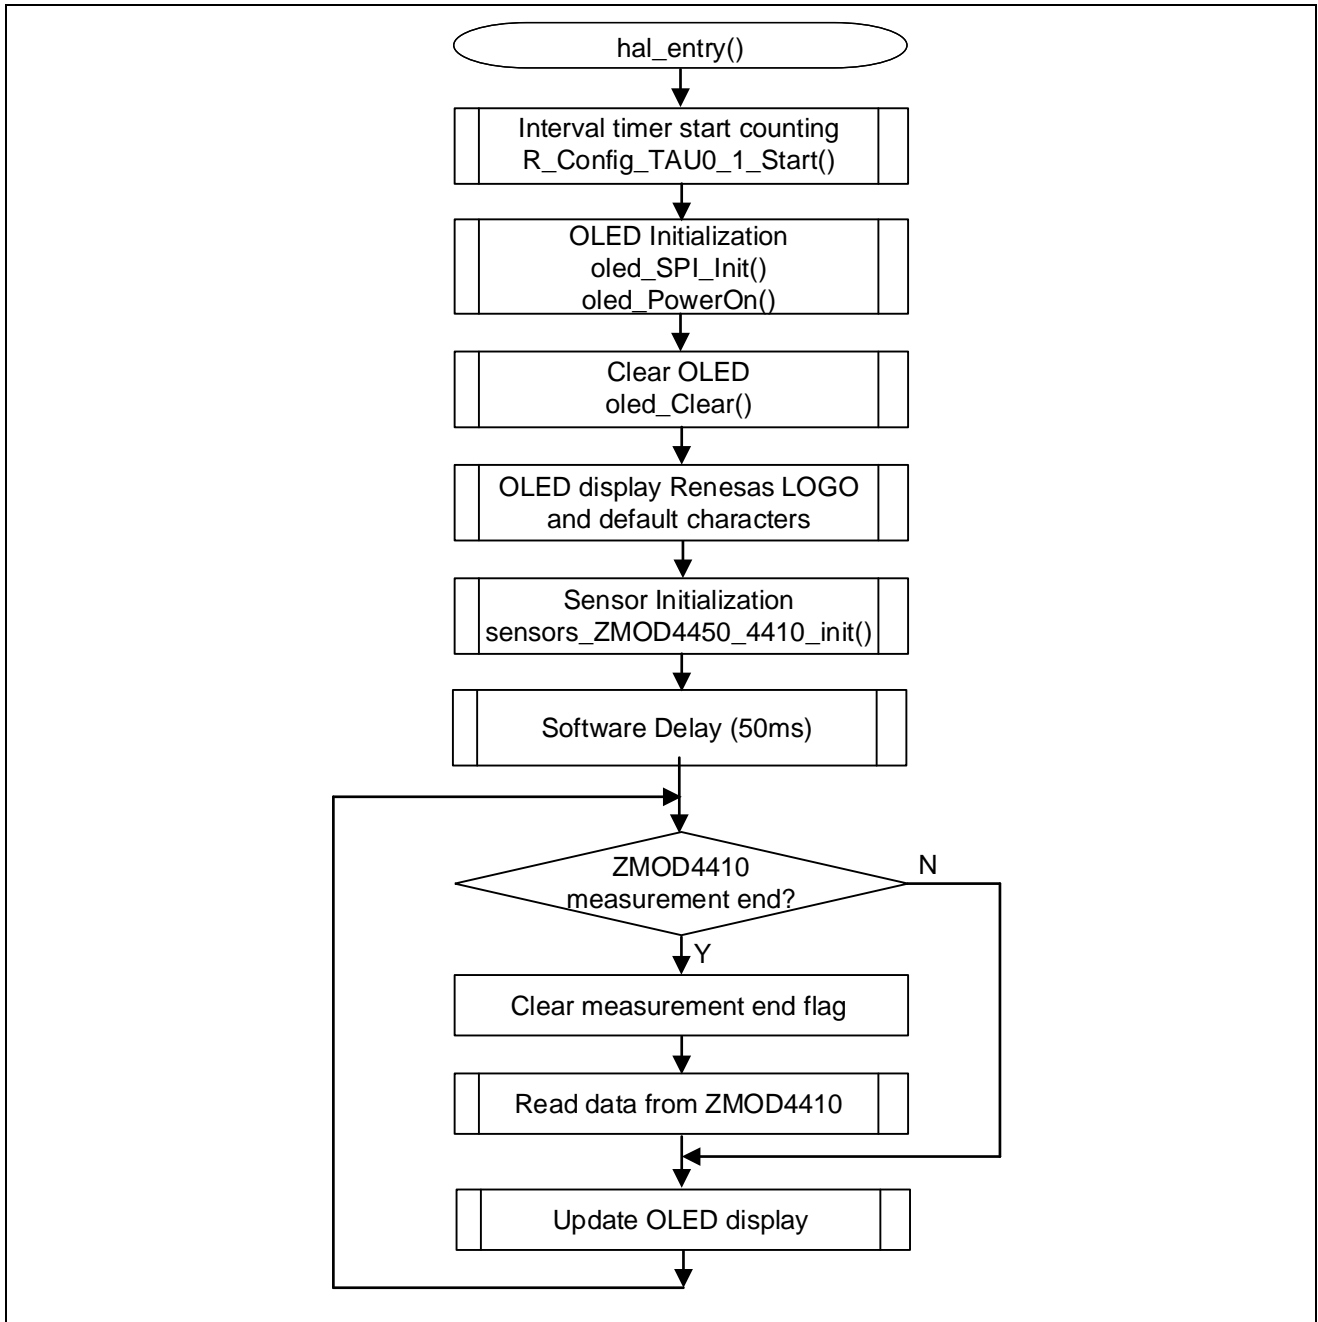 hal_entry()
Interval timer start counting
R_Config_TAU0_1_Start()
OLED Initialization
oled_SPI_Init()
oled_PowerOn()
Clear OLED
oled_Clear()
OLED display Renesas LOGO
and default characters
Sensor Initialization
sensors_ZMOD4450_4410_init()
Software Delay (50ms)
ZMOD4410
measurement end?
N
Y
Clear measurement end flag
Read data from ZMOD4410
Update OLED display